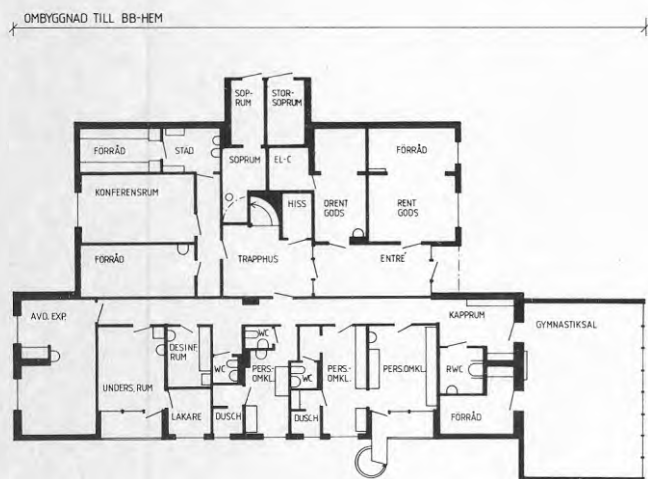 OMBYGGNAD TILL BB-HEM
SOP-
RUM
STOR-
SOPRUM
FÖRRÅD
STÄD
SOPRUM
EL-C
FÖRRÅD
KONFERENSRUM
HISS
ORENT
GODS
RENT
GODS
FÖRRÅD
TRAPPHUS
ENTRÉ
AVD. EXP.
KAPPRUM
GYMNASTIKSAL
DESINF.
RUM
WC
WC
PERS.-
OMKL.
WC
PERS.-
OMKL.
PERS.OMKL.
RWC
UNDERS. RUM
LÄKARE
DUSCH
DUSCH
FÖRRÅD